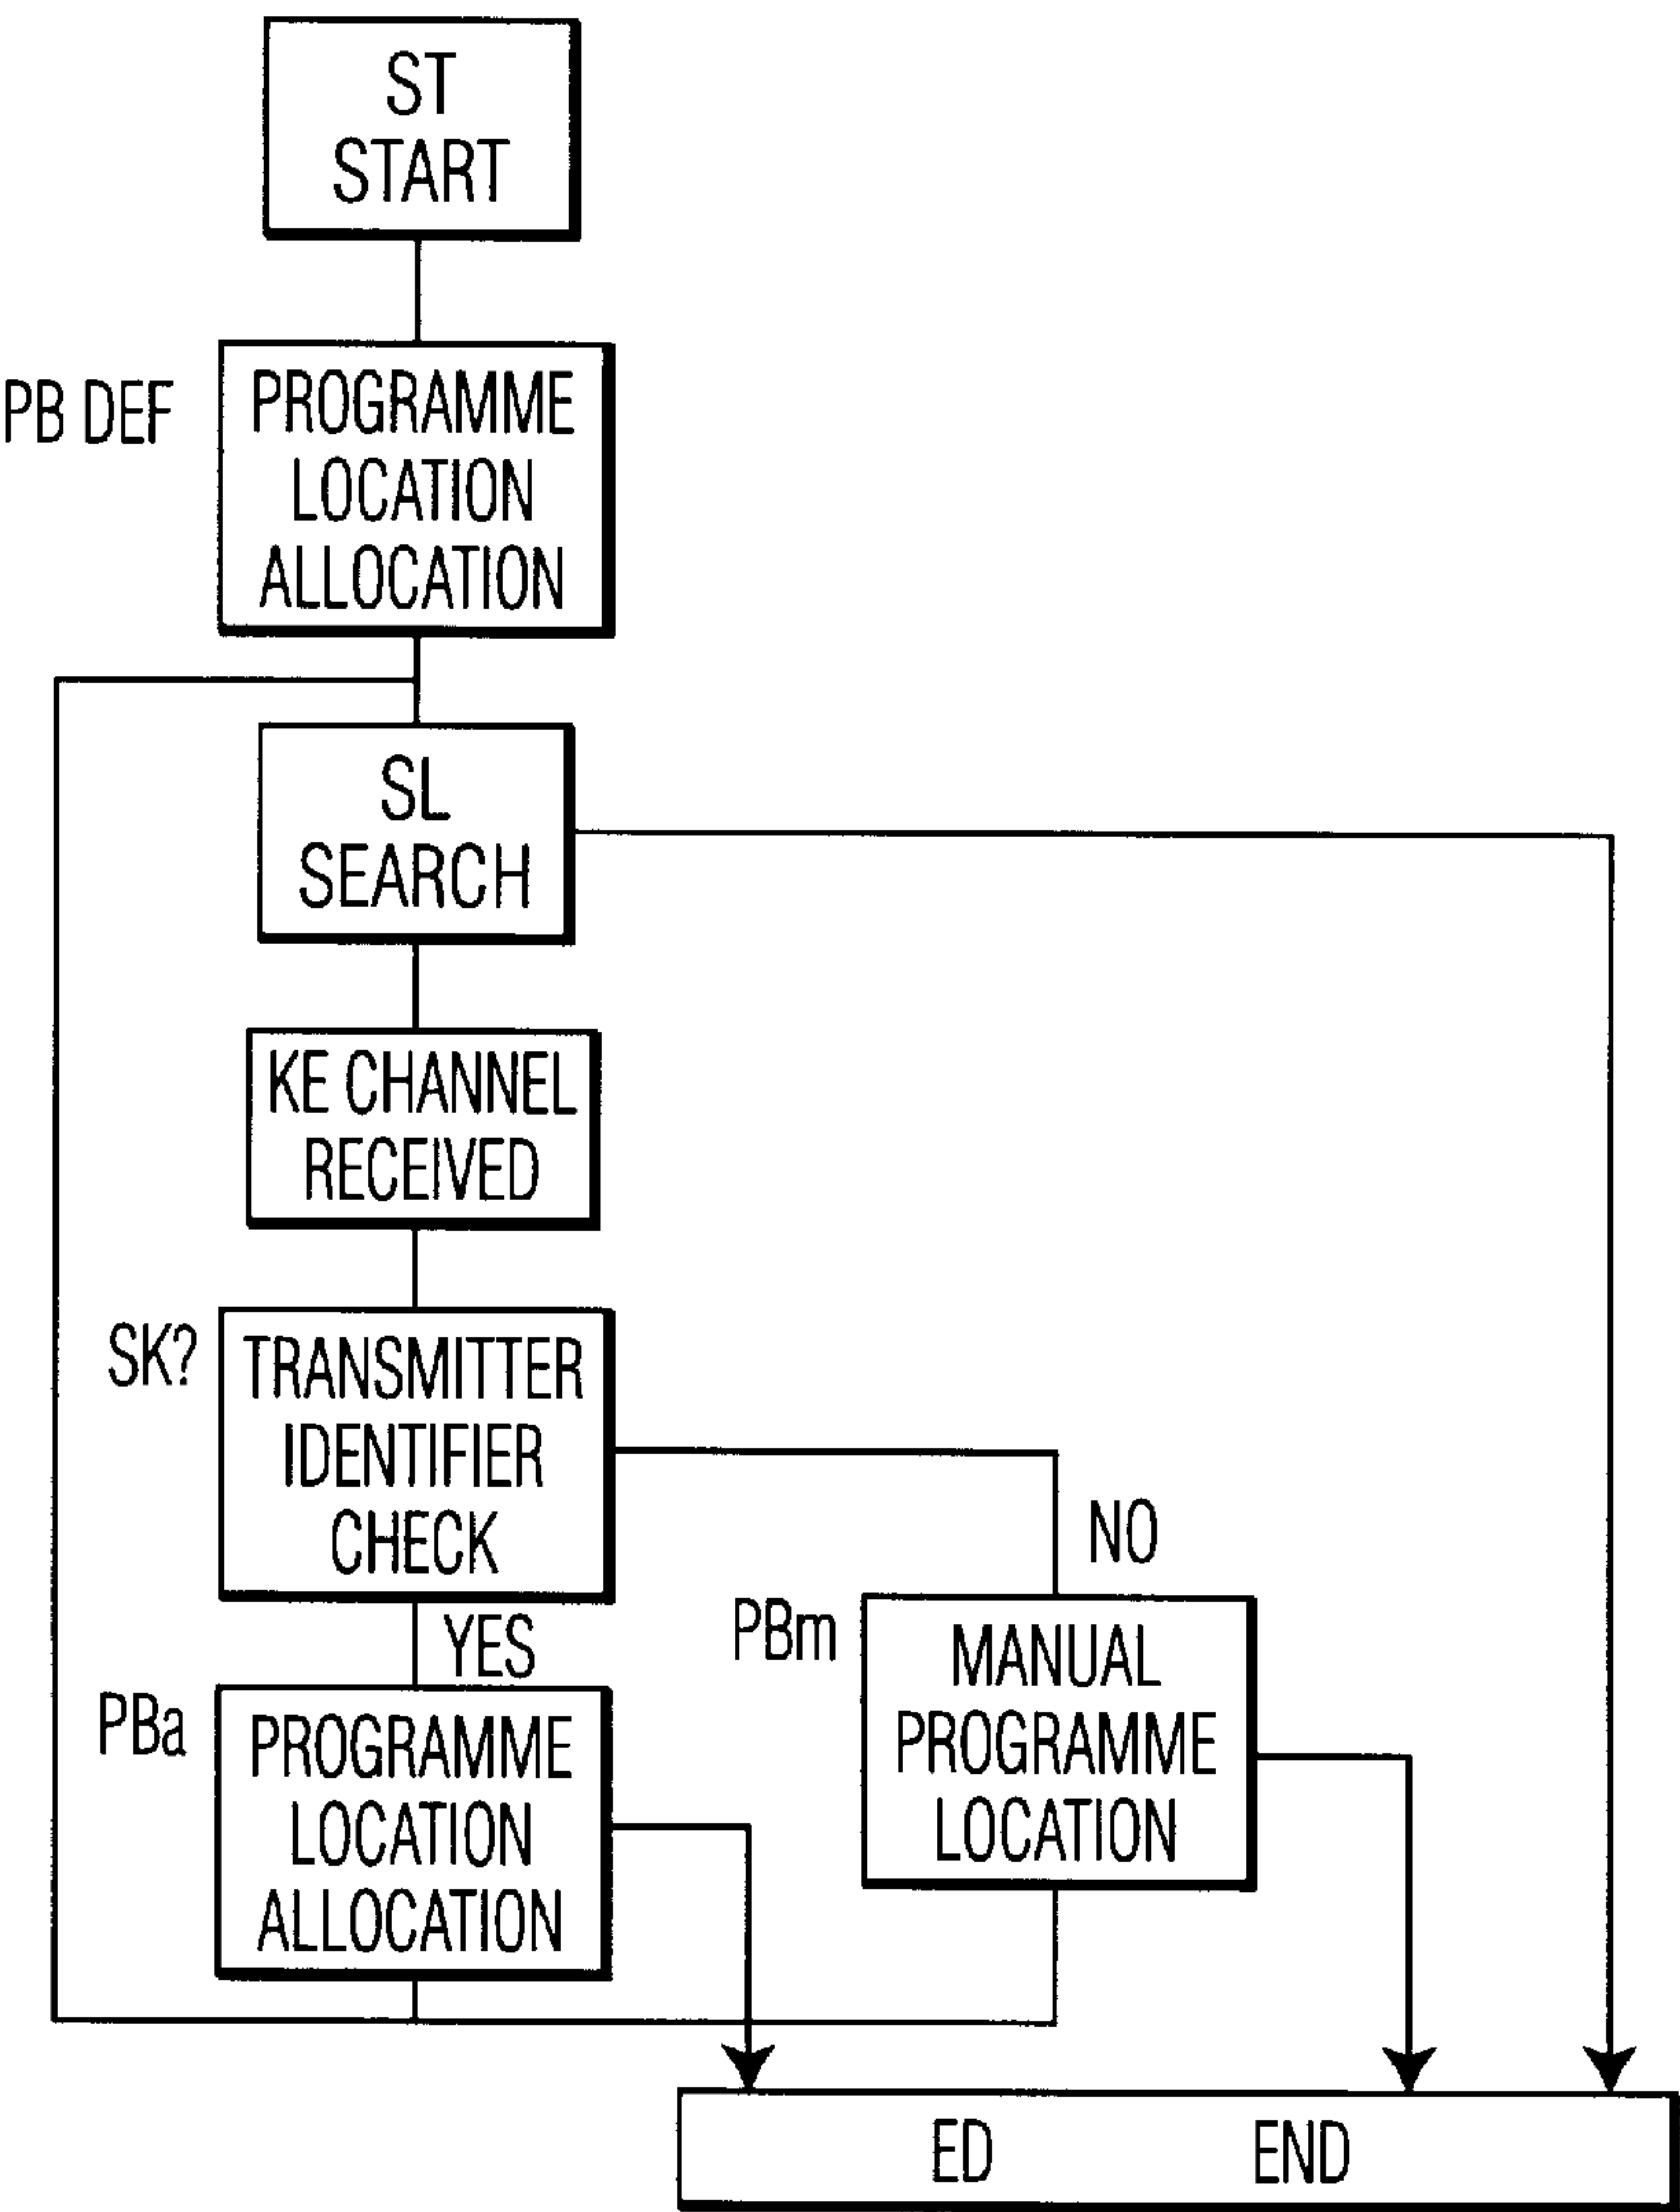 ST
START
PB DEF
PROGRAMME
LOCATION
ALLOCATION
SL
SEARCH
KE CHANNEL
RECEIVED
SK?
TRANSMITTER
IDENTIFIER
CHECK
NO
YES
PBm
MANUAL
PROGRAMME
LOCATION
PBa
PROGRAMME
LOCATION
ALLOCATION
ED END